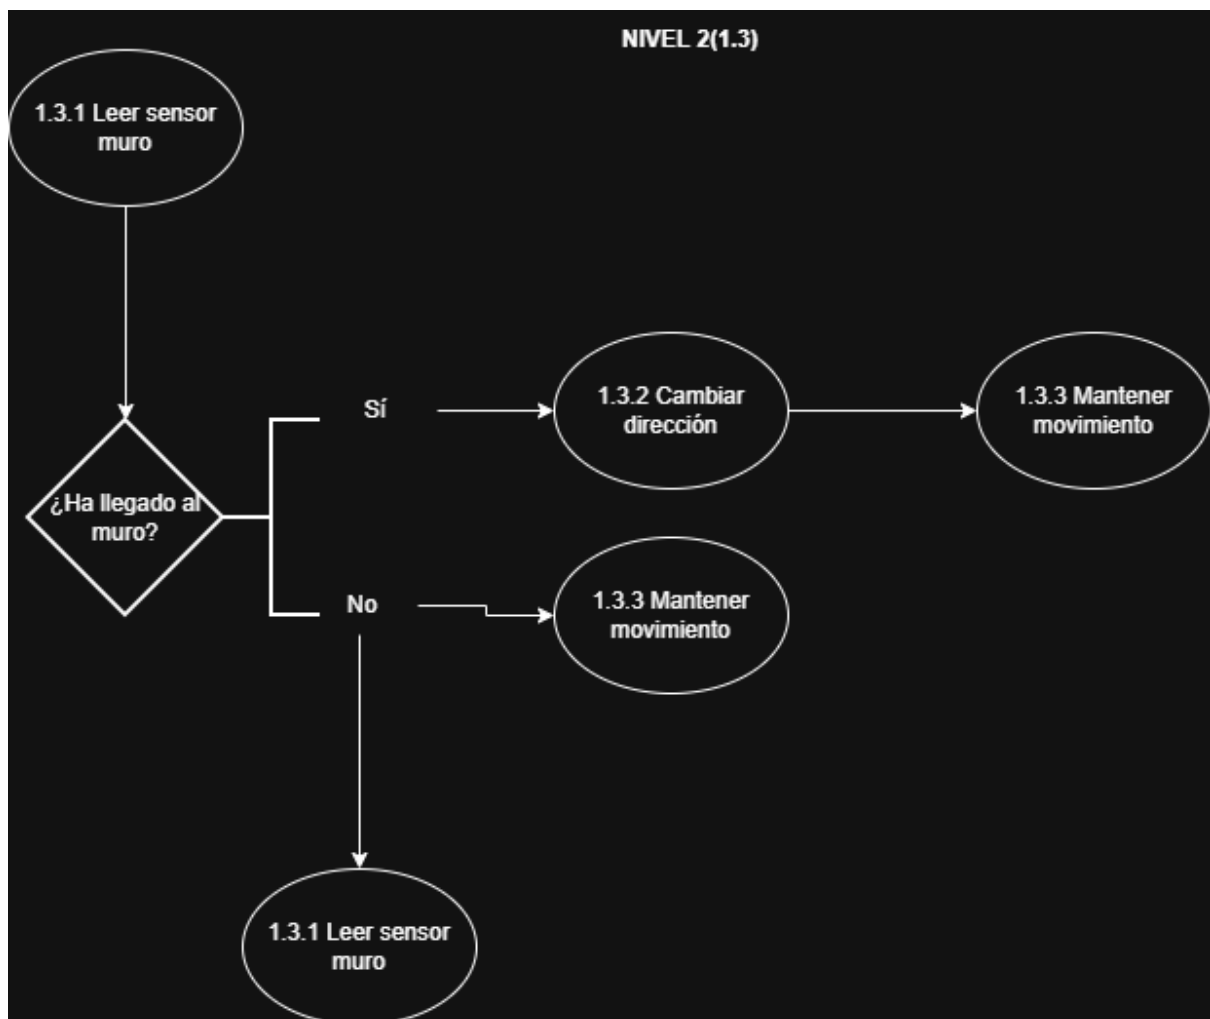 NIVEL 2(1.3)
1.3.1 Leer sensor
muro
¿Ha llegado al
muro?
Sí
1.3.2 Cambiar
dirección
1.3.3 Mantener
movimiento
No
1.3.3 Mantener
movimiento
1.3.1 Leer sensor
muro